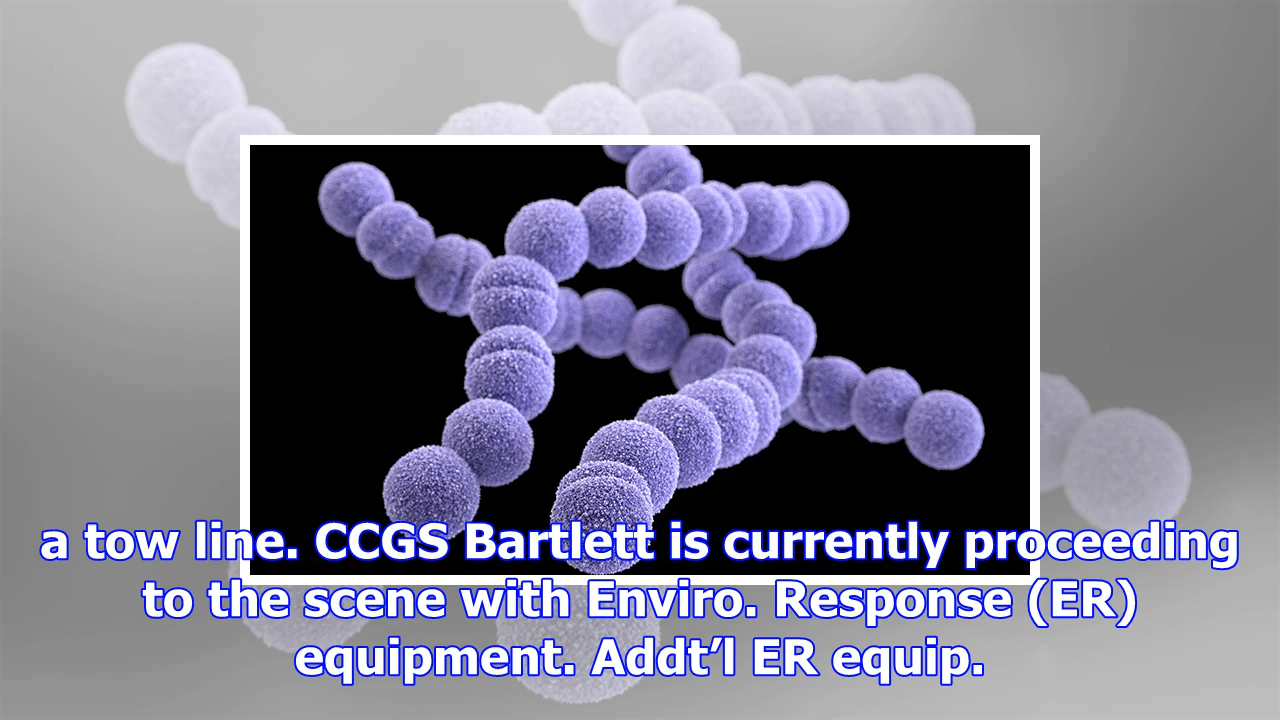 a tow line. CCGS Bartlett is currently proceeding
to the scene with Enviro. Response (ER)
equipment. Addt’l ER equip.